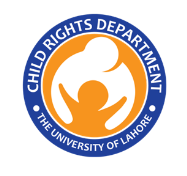 CHILD RIGHTS DEPARTMENT
• THE UNIVERSITY OF LAHORE •